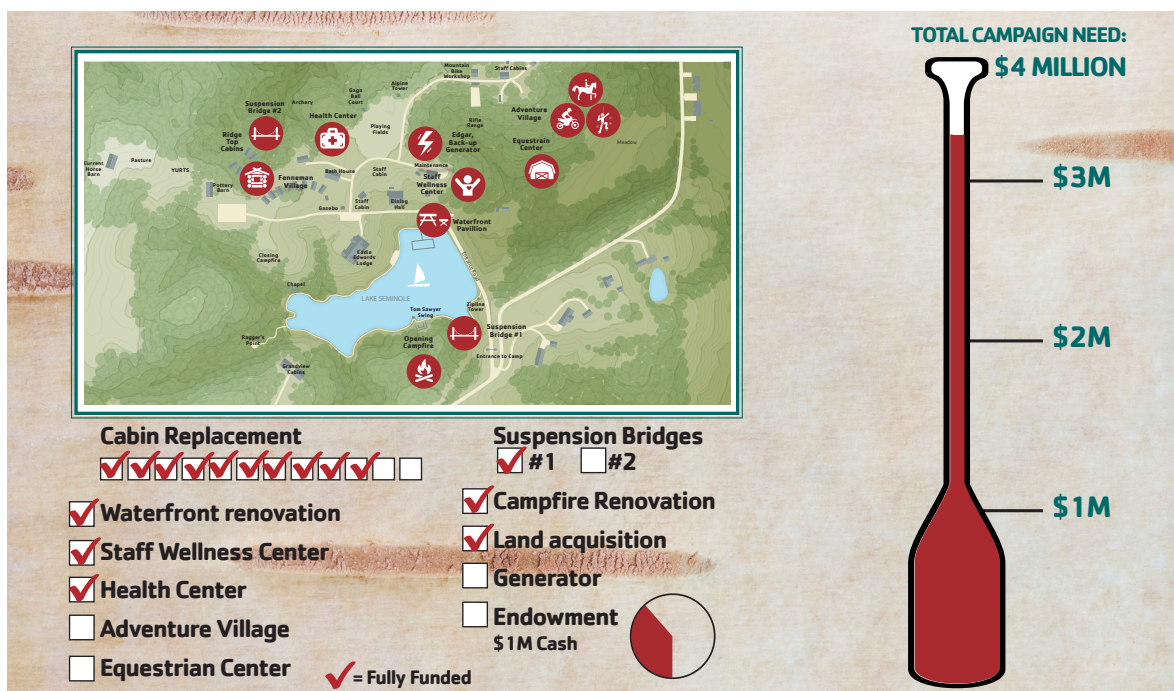 TOTAL CAMPAIGN NEED:
$4 MILLION
$3M
$2M
$1M
Mountain
Bike
Workshop
Staff Cabins
Alpine
Tower
Gaga
Ball
Court
Archery
Suspension
Bridge #2
Health Center
Playing
Fields
Adventure
Village
Rifle
Range
Edgar,
Back-up
Generator
Equestrain
Center
Meadow
Ridge
Top
Cabins
Current
Horse
Barn
Pasture
YURTS
Fenneman
Village
Bath House
Staff
Cabin
Maintenance
Staff
Wellness
Center
Pottery
Barn
Gazebo
Staff
Cabin
Dining
Hall
Waterfront
Pavillion
Closing
Campfire
Eddie
Edwards
Lodge
Chapel
LAKE SEMINOLE
Tom Sawyer
Swing
Zipline
Tower
Suspension
Bridge #1
Ragger's
Point
Opening
Campfire
Entrance to Camp
Grandview
Cabins
Cabin Replacement
Waterfront renovation
Staff Wellness Center
Health Center
Adventure Village
Equestrian Center
= Fully Funded
Suspension Bridges
#1 #2
Campfire Renovation
Land acquisition
Generator
Endowment
$1M Cash